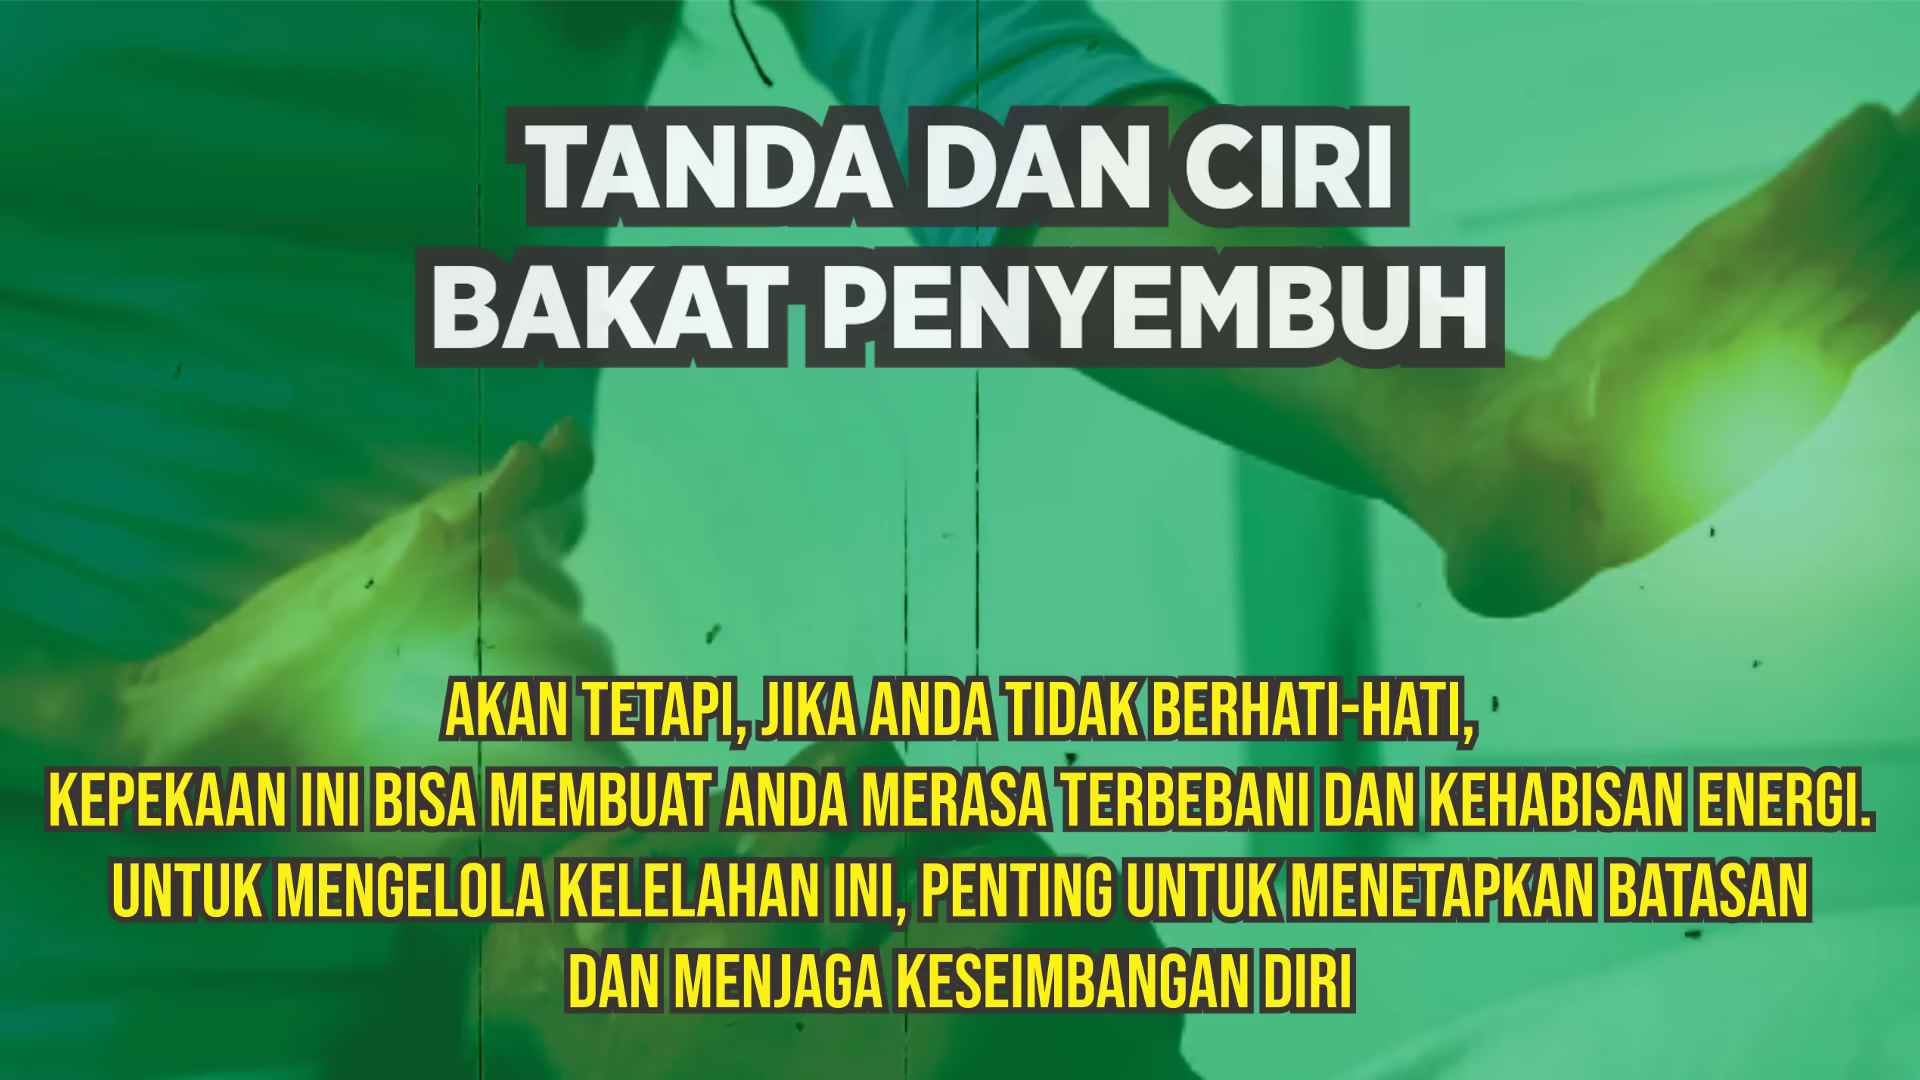 TANDA DAN CIRI
BAKAT PENYEMBUH
AKAN TETAPI, JIKA ANDA TIDAK BERHATI-HATI,
KEPEKAAN INI BISA MEMBUAT ANDA MERASA TERBEBANI DAN KEHABISAN ENERGI.
UNTUK MENGELOLA KELELAHAN INI, PENTING UNTUK MENETAPKAN BATASAN
DAN MENJAGA KESEIMBANGAN DIRI